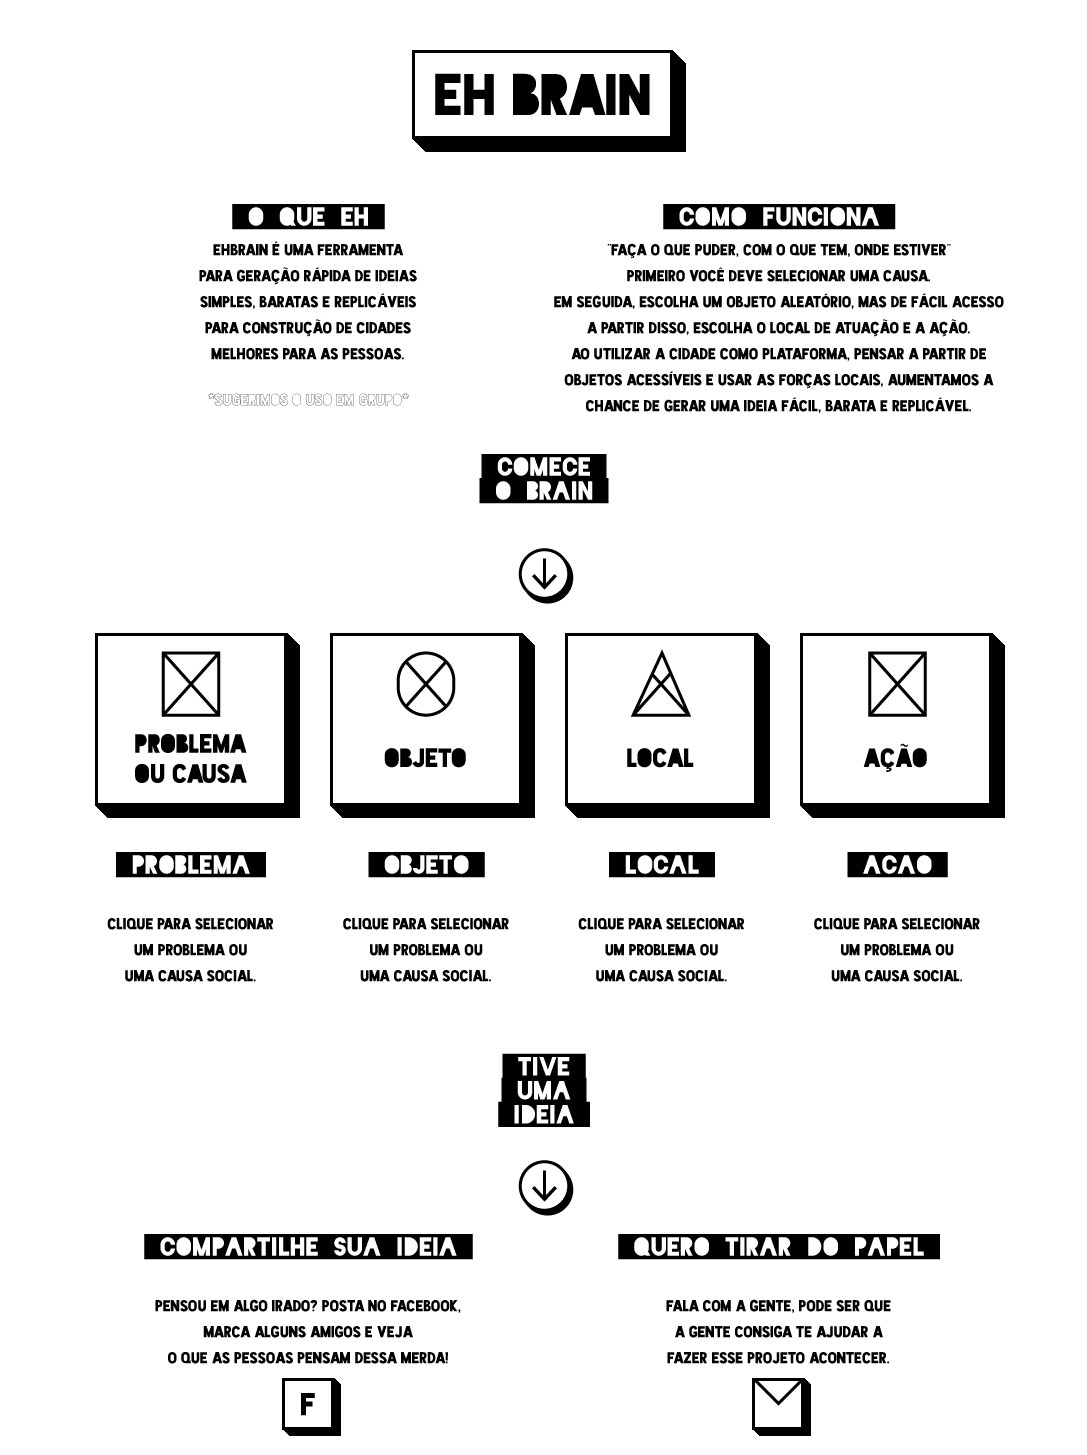 EH BRAIN
O QUE EH
EHBRAIN É UMA FERRAMENTA
PARA GERAÇÃO RÁPIDA DE IDEIAS
SIMPLES, BARATAS E REPLICÁVEIS
PARA CONSTRUÇÃO DE CIDADES
MELHORES PARA AS PESSOAS.
*SUGERIMOS O USO EM GRUPO*
COMO FUNCIONA
"FAÇA O QUE PUDER, COM O QUE TEM, ONDE ESTIVER"
PRIMEIRO VOCÊ DEVE SELECIONAR UMA CAUSA.
EM SEGUIDA, ESCOLHA UM OBJETO ALEATÓRIO, MAS DE FÁCIL ACESSO
A PARTIR DISSO, ESCOLHA O LOCAL DE ATUAÇÃO E A AÇÃO.
AO UTILIZAR A CIDADE COMO PLATAFORMA, PENSAR A PARTIR DE
OBJETOS ACESSÍVEIS E USAR AS FORÇAS LOCAIS, AUMENTAMOS A
CHANCE DE GERAR UMA IDEIA FÁCIL, BARATA E REPLICÁVEL.
COMECE
O BRAIN
PROBLEMA
OU CAUSA
OBJETO
LOCAL
AÇÃO
PROBLEMA
CLIQUE PARA SELECIONAR
UM PROBLEMA OU
UMA CAUSA SOCIAL.
OBJETO
CLIQUE PARA SELECIONAR
UM PROBLEMA OU
UMA CAUSA SOCIAL.
LOCAL
CLIQUE PARA SELECIONAR
UM PROBLEMA OU
UMA CAUSA SOCIAL.
ACAO
CLIQUE PARA SELECIONAR
UM PROBLEMA OU
UMA CAUSA SOCIAL.
TIVE
UMA
IDEIA
COMPARTILHE SUA IDEIA
PENSOU EM ALGO IRADO? POSTA NO FACEBOOK,
MARCA ALGUNS AMIGOS E VEJA
O QUE AS PESSOAS PENSAM DESSA MERDA!
F
QUERO TIRAR DO PAPEL
FALA COM A GENTE, PODE SER QUE
A GENTE CONSIGA TE AJUDAR A
FAZER ESSE PROJETO ACONTECER.